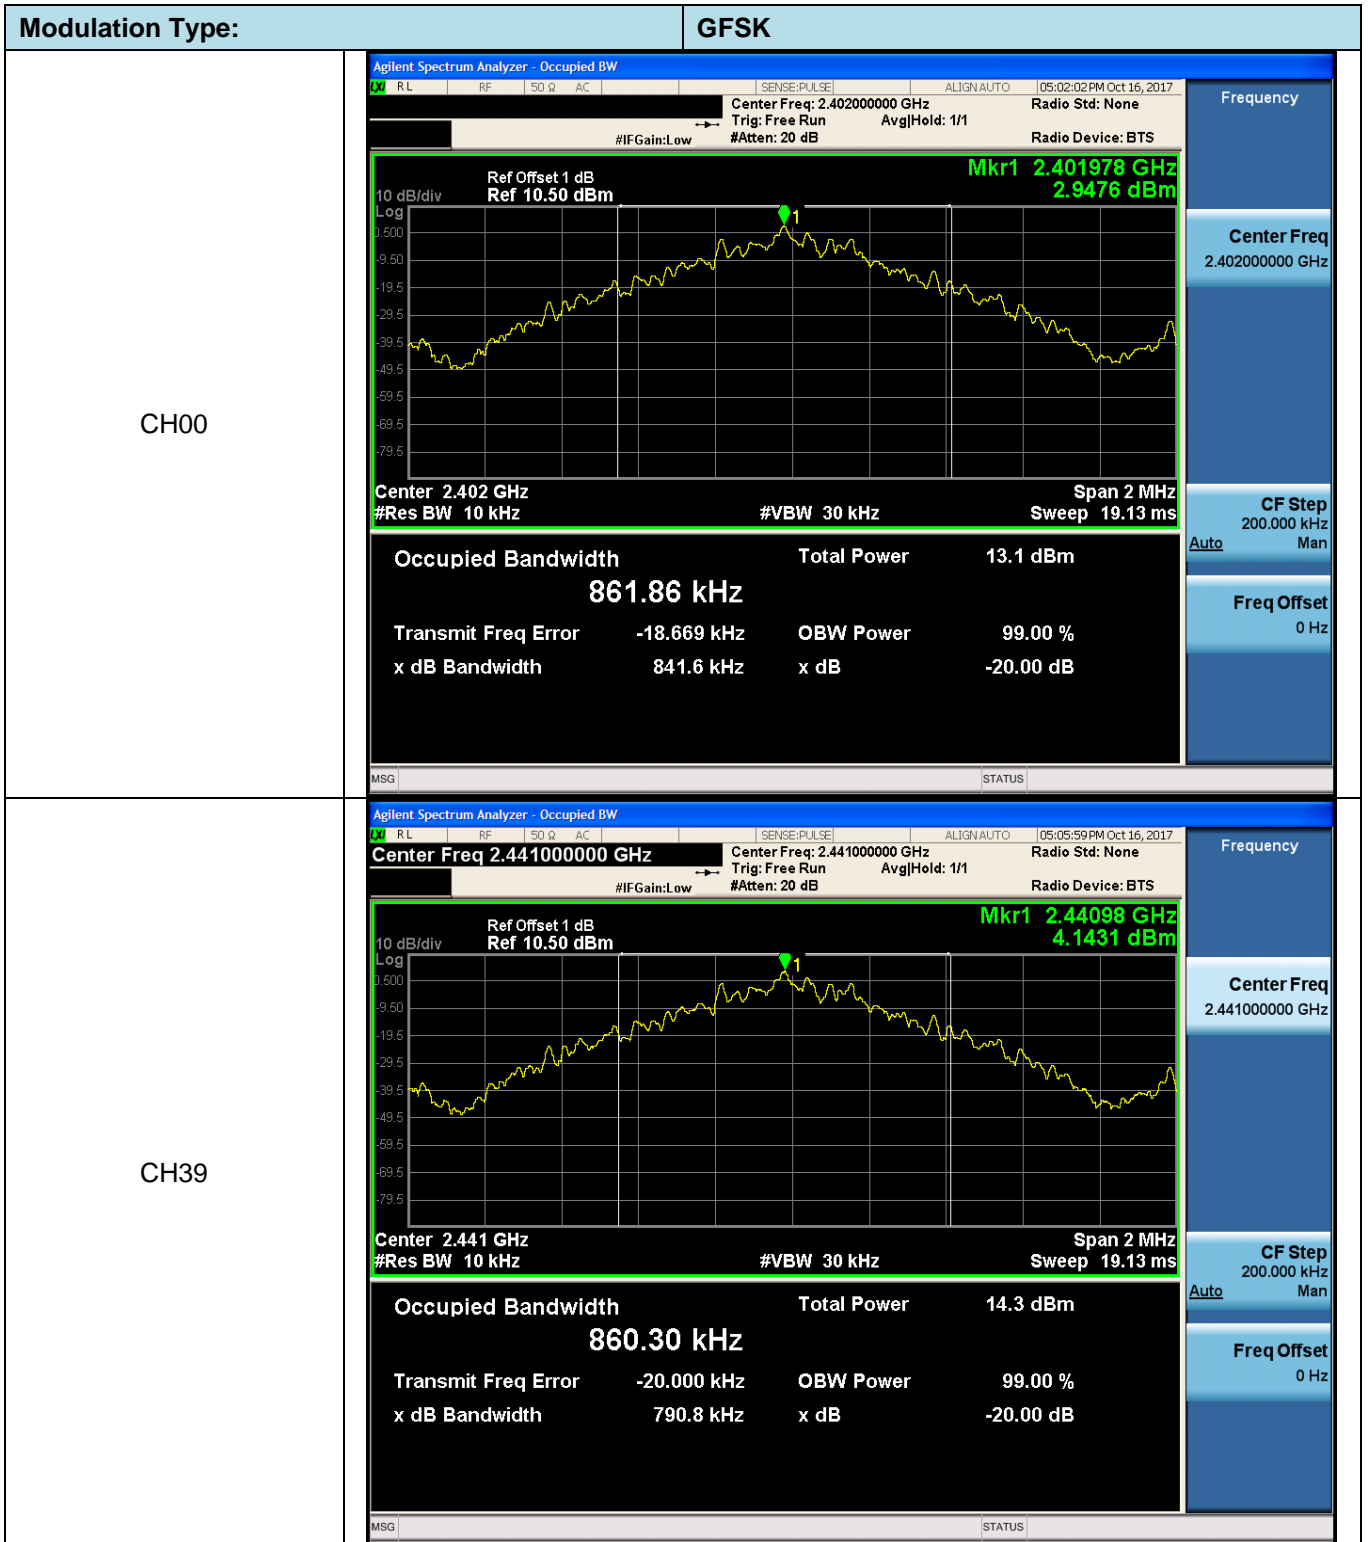 Modulation Type: GFSK
CH00
Agilent Spectrum Analyzer - Occupied BW
LXI RL RF 50 Ω AC SENSE:PULSE ALIGN AUTO 05:02:02 PM Oct 16, 2017
Center Freq: 2.402000000 GHz Radio Std: None
Trig: Free Run Avg|Hold: 1/1
#IFGain:Low #Atten: 20 dB Radio Device: BTS
Frequency
Mkr1 2.401978 GHz
2.9476 dBm
Ref Offset 1 dB
10 dB/div Ref 10.50 dBm
Log
0.500
-9.50
-19.5
-29.5
-39.5
-49.5
-59.5
-69.5
-79.5
1
Center 2.402 GHz Span 2 MHz
#Res BW 10 kHz #VBW 30 kHz Sweep 19.13 ms
Occupied Bandwidth Total Power 13.1 dBm
861.86 kHz
Transmit Freq Error -18.669 kHz OBW Power 99.00 %
x dB Bandwidth 841.6 kHz x dB -20.00 dB
Center Freq
2.402000000 GHz
CF Step
200.000 kHz
Auto Man
Freq Offset
0 Hz
MSG STATUS
CH39
Agilent Spectrum Analyzer - Occupied BW
LXI RL RF 50 Ω AC SENSE:PULSE ALIGN AUTO 05:05:59 PM Oct 16, 2017
Center Freq 2.441000000 GHz Center Freq: 2.441000000 GHz Radio Std: None
Trig: Free Run Avg|Hold: 1/1
#IFGain:Low #Atten: 20 dB Radio Device: BTS
Frequency
Mkr1 2.44098 GHz
4.1431 dBm
Ref Offset 1 dB
10 dB/div Ref 10.50 dBm
Log
0.500
-9.50
-19.5
-29.5
-39.5
-49.5
-59.5
-69.5
-79.5
1
Center 2.441 GHz Span 2 MHz
#Res BW 10 kHz #VBW 30 kHz Sweep 19.13 ms
Occupied Bandwidth Total Power 14.3 dBm
860.30 kHz
Transmit Freq Error -20.000 kHz OBW Power 99.00 %
x dB Bandwidth 790.8 kHz x dB -20.00 dB
Center Freq
2.441000000 GHz
CF Step
200.000 kHz
Auto Man
Freq Offset
0 Hz
MSG STATUS